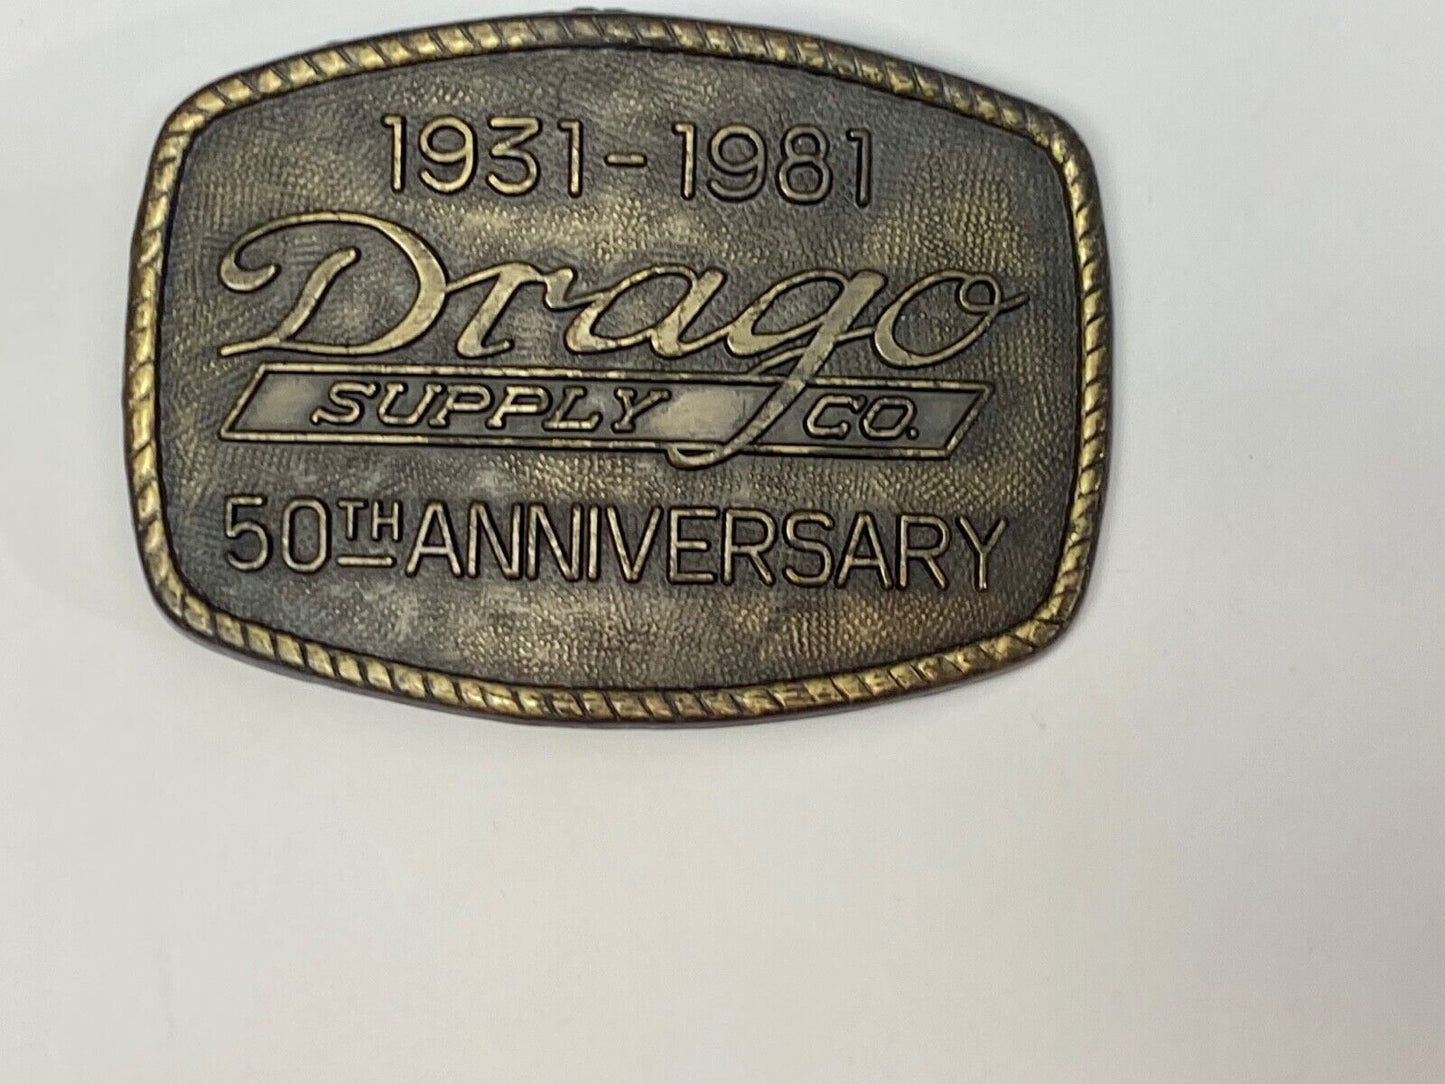 1931-1981
Drago
SUPPLY CO.
50TH ANNIVERSARY